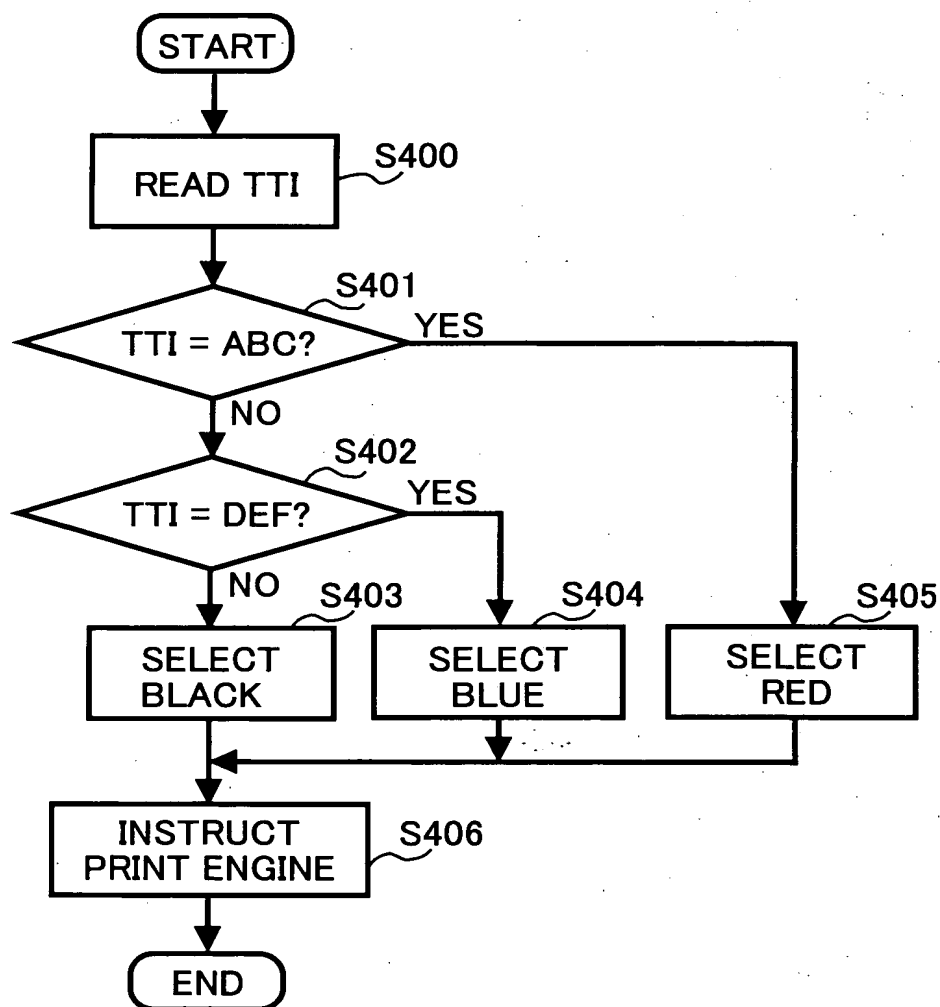 START
READ TTI
S400
TTI = ABC?
S401
YES
NO
TTI = DEF?
S402
YES
NO
SELECT
BLACK
S403
SELECT
BLUE
S404
SELECT
RED
S405
INSTRUCT
PRINT ENGINE
S406
END